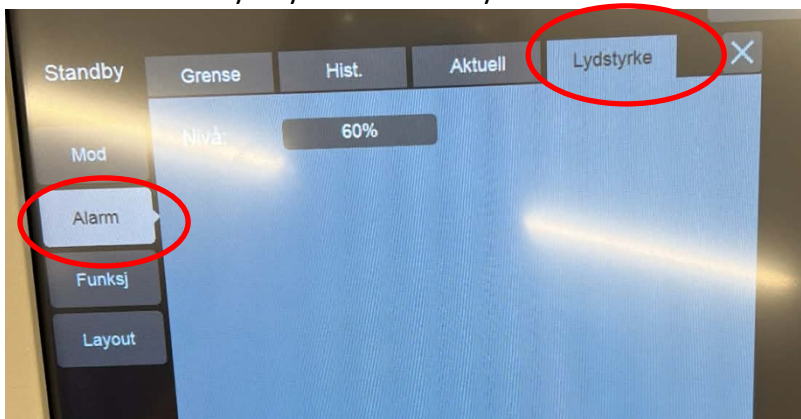 Standby
Grense
Hist.
Aktuell
Lydstyrke
Nivå:
60%
Mod
Alarm
Funksj
Layout